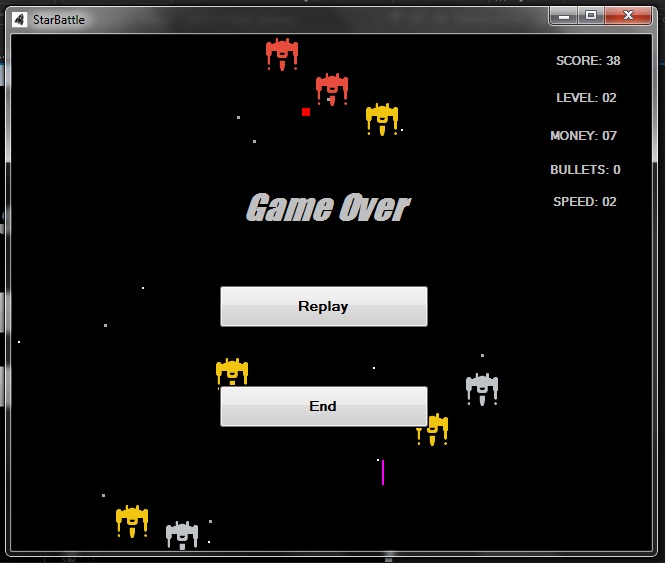 StarBattle
SCORE: 38
LEVEL: 02
MONEY: 07
BULLETS: 0
SPEED: 02
Game Over
Replay
End